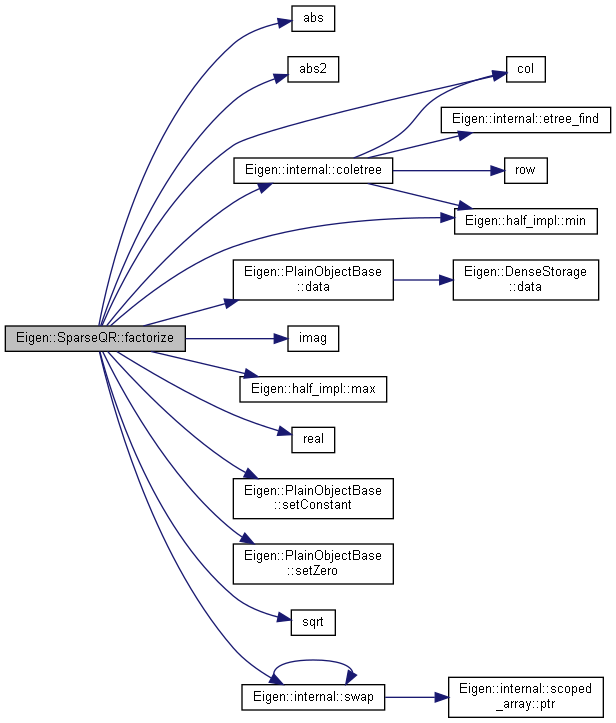 abs
abs2
col
Eigen::internal::etree_find
Eigen::internal::coletree
row
Eigen::half_impl::min
Eigen::PlainObjectBase
::data
Eigen::DenseStorage
::data
Eigen::SparseQR::factorize
imag
Eigen::half_impl::max
real
Eigen::PlainObjectBase
::setConstant
Eigen::PlainObjectBase
::setZero
sqrt
Eigen::internal::swap
Eigen::internal::scoped
_array::ptr